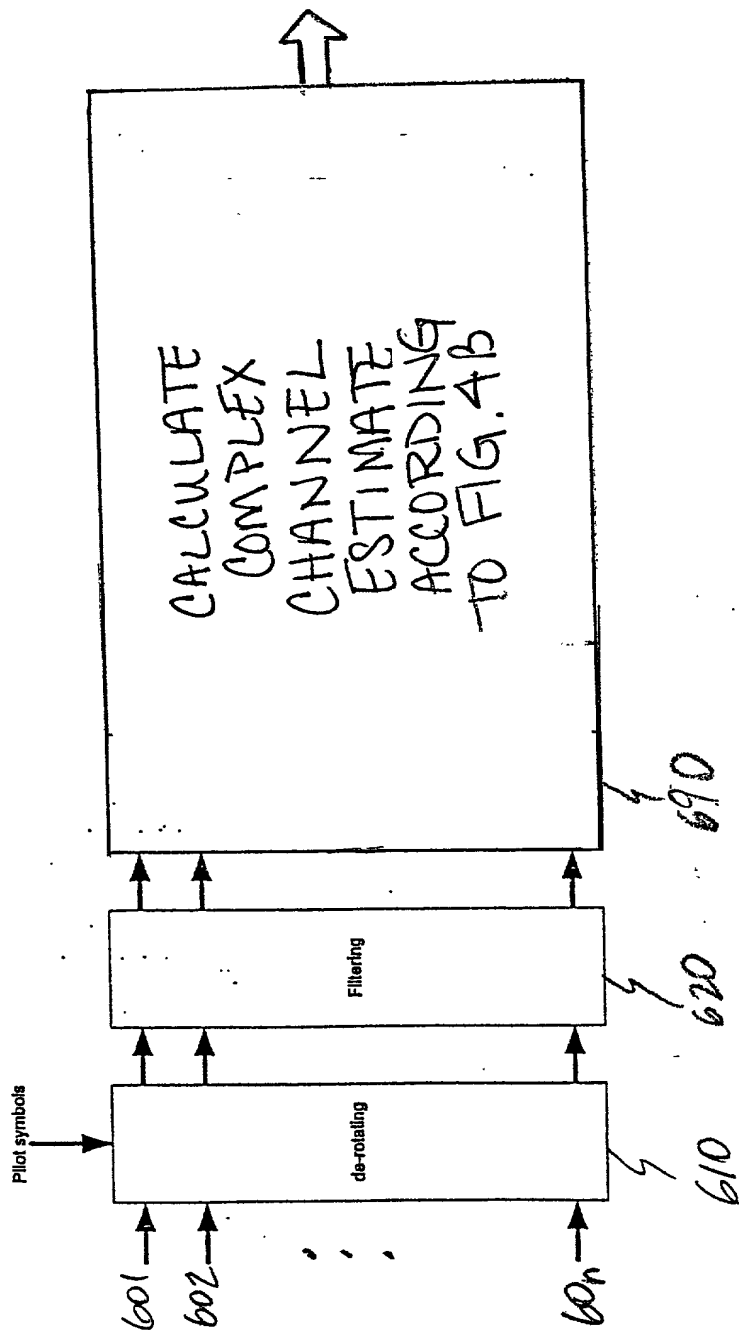 Pilot symbols
601
602
60n
de-rotating
610
Filtering
620
CALCULATE
COMPLEX
CHANNEL
ESTIMATE
ACCORDING
TO FIG. 4B
690